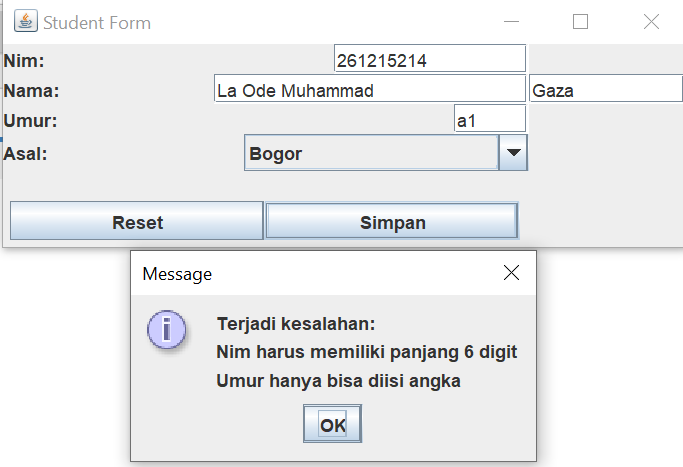 Student Form
Nim: 261215214
Nama: La Ode Muhammad Gaza
Umur: a1
Asal: Bogor
Reset Simpan
Message
Terjadi kesalahan:
Nim harus memiliki panjang 6 digit
Umur hanya bisa diisi angka
OK